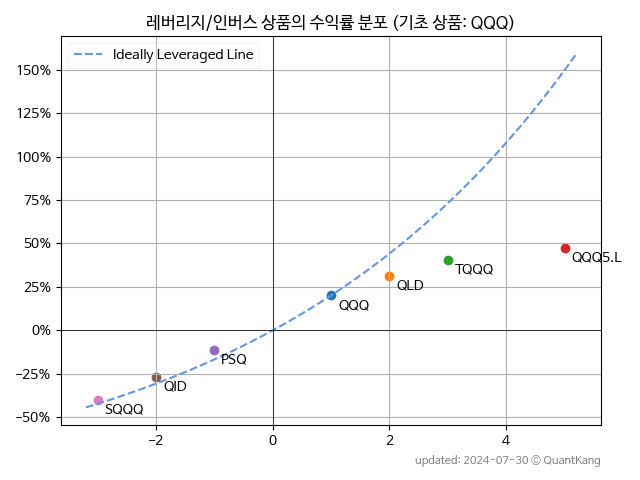 레버리지/인버스 상품의 수익률 분포 (기초 상품: QQQ)
Ideally Leveraged Line
150%
125%
100%
75%
50%
25%
0%
−25%
−50%
QQQ5.L
TQQQ
QLD
QQQ
PSQ
QID
SQQQ
−2
0
2
4
updated: 2024-07-30 © QuantKang